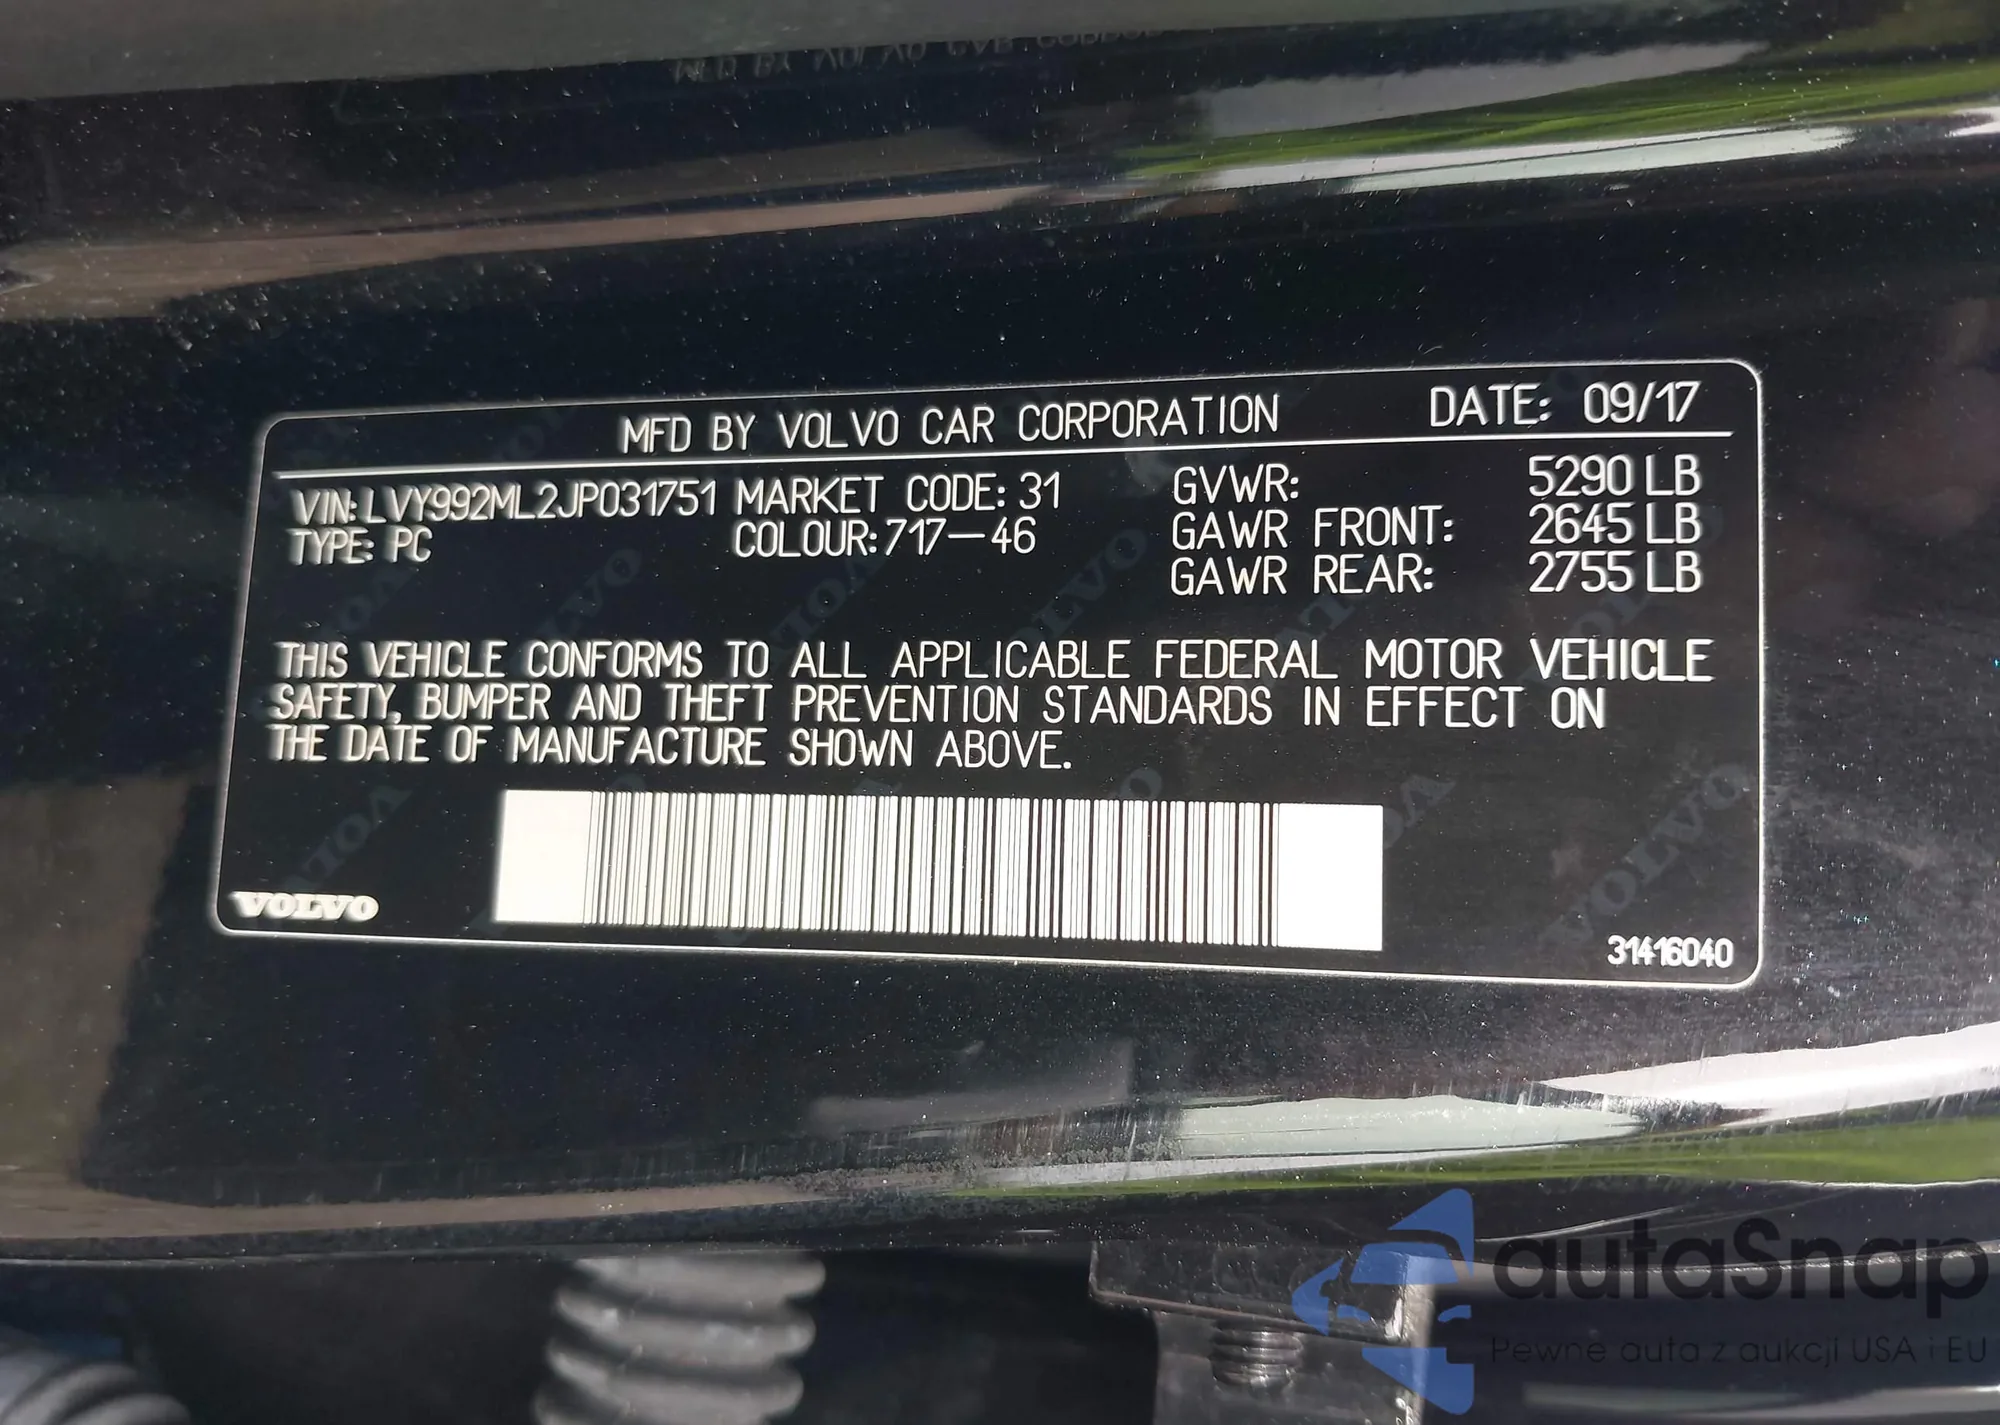 MFD BY VOLVO CAR CORPORATION DATE: 09/17
VIN: LVY992ML2JP031751 MARKET CODE: 31 GVWR: 5290 LB
TYPE: PC COLOUR: 717-46 GAWR FRONT: 2645 LB
GAWR REAR: 2755 LB
THIS VEHICLE CONFORMS TO ALL APPLICABLE FEDERAL MOTOR VEHICLE
SAFETY, BUMPER AND THEFT PREVENTION STANDARDS IN EFFECT ON
THE DATE OF MANUFACTURE SHOWN ABOVE.
VOLVO
31416040
autaSnap
Pewne auta z aukcji USA i EU